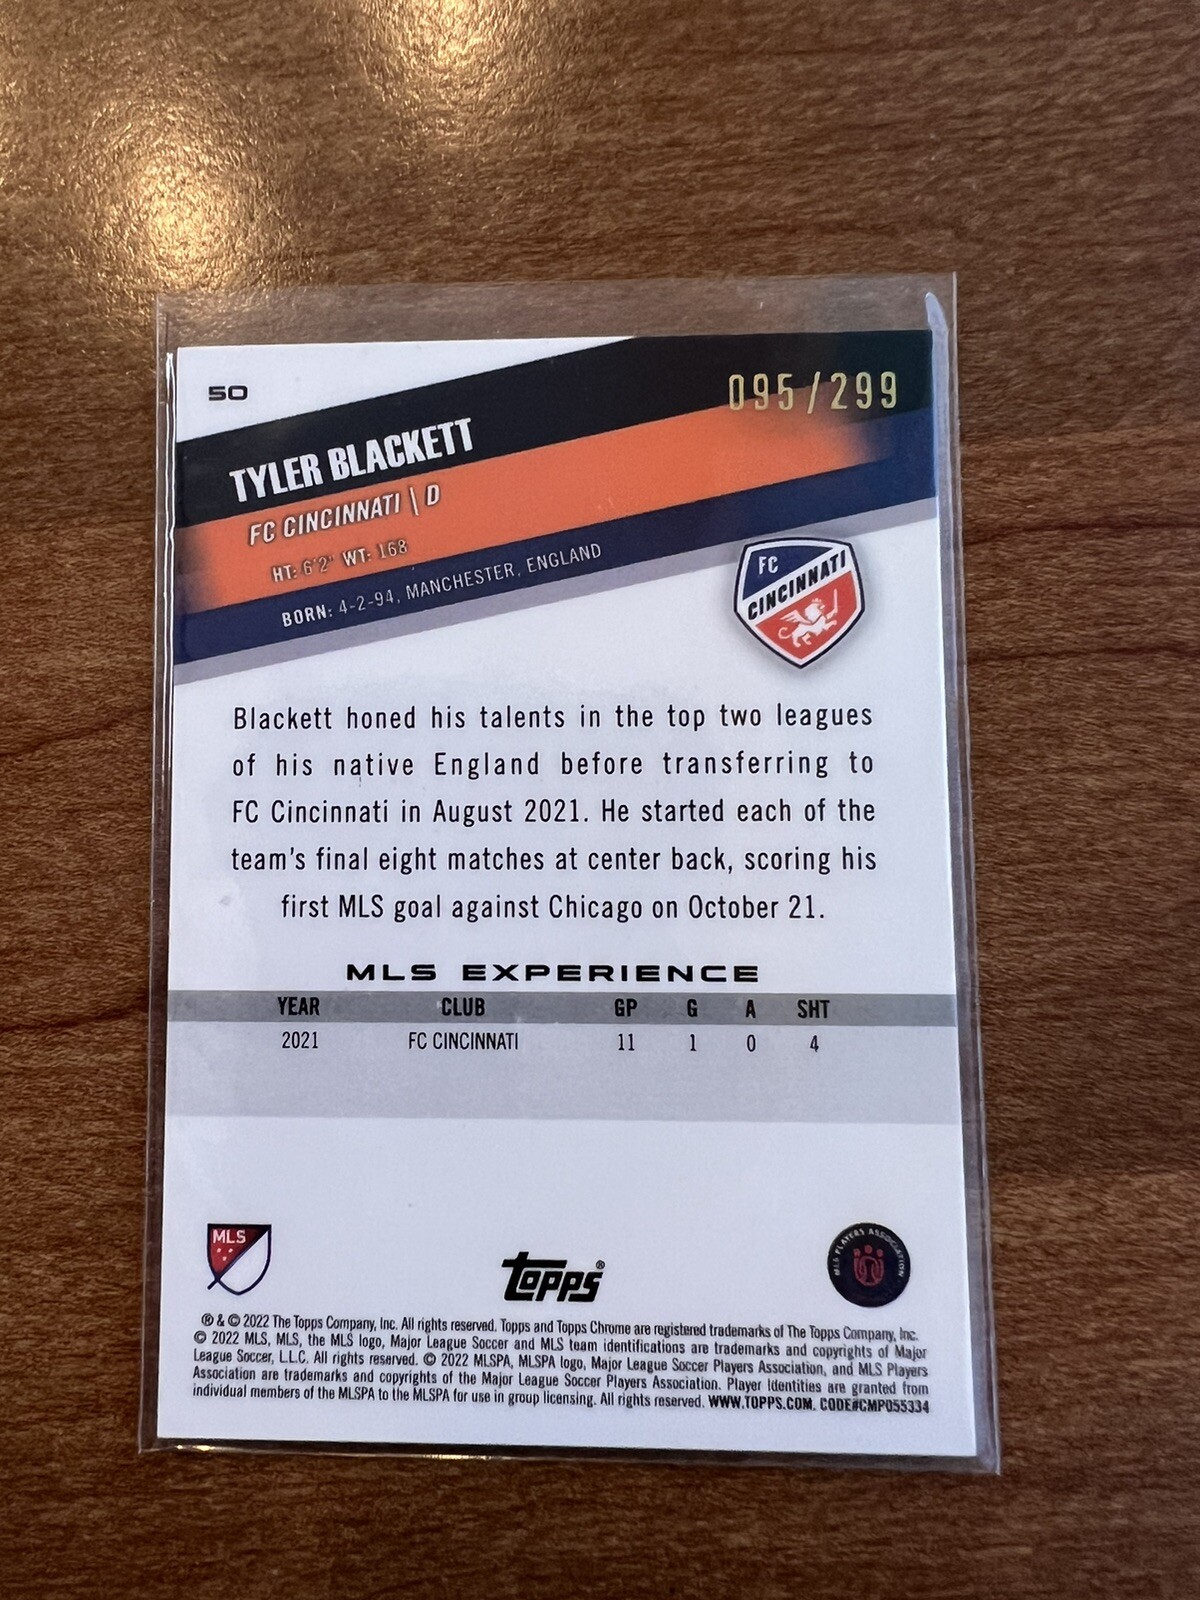 50
095/299
TYLER BLACKETT
FC CINCINNATI \ D
HT: 6'2" WT: 168
BORN: 4-2-94, MANCHESTER, ENGLAND
FC
CINCINNATI
Blackett honed his talents in the top two leagues
of his native England before transferring to
FC Cincinnati in August 2021. He started each of the
team's final eight matches at center back, scoring his
first MLS goal against Chicago on October 21.
MLS EXPERIENCE
YEAR CLUB GP G A SHT
2021 FC CINCINNATI 11 1 0 4
MLS
topps®
MLS PLAYERS ASSOCIATION
® & © 2022 The Topps Company, Inc. All rights reserved. Topps and Topps Chrome are registered trademarks of The Topps Company, Inc.
© 2022 MLS, MLS, the MLS logo, Major League Soccer and MLS team identifications are trademarks and copyrights of Major
League Soccer, L.L.C. All rights reserved. © 2022 MLSPA, MLSPA logo, Major League Soccer Players Association, and MLS Players
Association are trademarks and copyrights of the Major League Soccer Players Association. Player Identities are granted from
individual members of the MLSPA to the MLSPA for use in group licensing. All rights reserved. WWW.TOPPS.COM. CODE#CMP055334